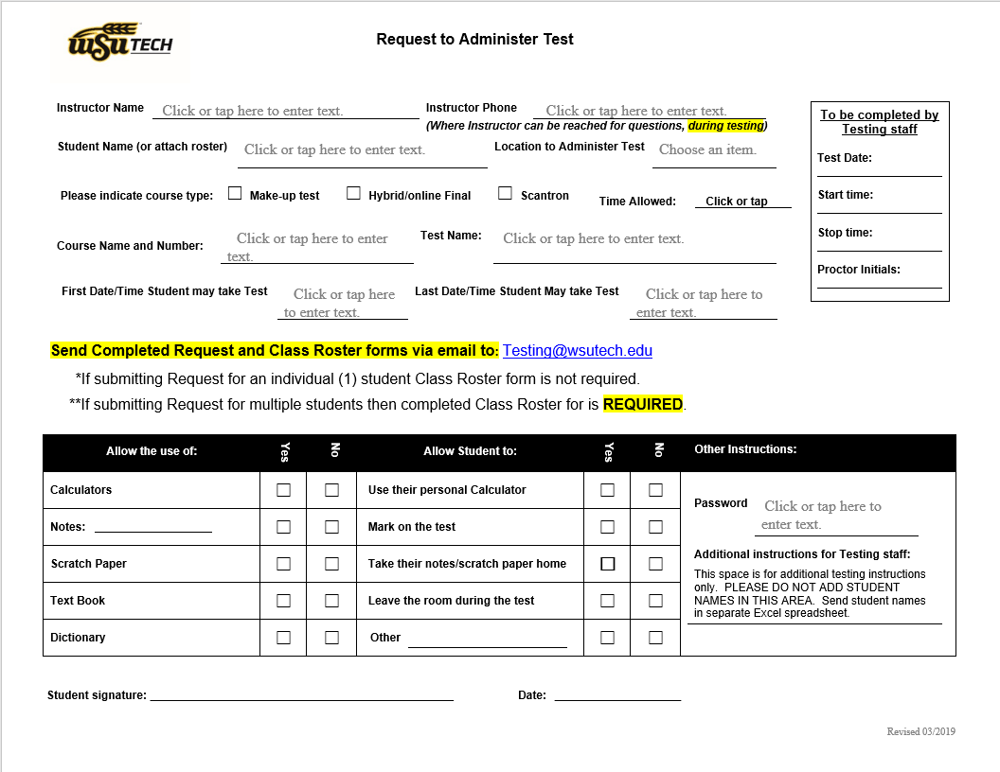 WSU TECH
Request to Administer Test
Instructor Name Click or tap here to enter text. Instructor Phone Click or tap here to enter text.
(Where Instructor can be reached for questions, during testing)
Student Name (or attach roster) Click or tap here to enter text. Location to Administer Test Choose an item.
Please indicate course type: ☐ Make-up test ☐ Hybrid/online Final ☐ Scantron Time Allowed: Click or tap
Course Name and Number: Click or tap here to enter
text.
Test Name: Click or tap here to enter text.
First Date/Time Student may take Test Click or tap here
to enter text.
Last Date/Time Student May take Test Click or tap here to
enter text.
To be completed by
Testing staff
Test Date:
Start time:
Stop time:
Proctor Initials:
Send Completed Request and Class Roster forms via email to: Testing@wsutech.edu
*If submitting Request for an individual (1) student Class Roster form is not required.
**If submitting Request for multiple students then completed Class Roster for is REQUIRED.
Allow the use of: Yes No Allow Student to: Yes No Other Instructions:
Calculators ☐ ☐ Use their personal Calculator ☐ ☐
Notes: ☐ ☐ Mark on the test ☐ ☐
Scratch Paper ☐ ☐ Take their notes/scratch paper home ☐ ☐
Text Book ☐ ☐ Leave the room during the test ☐ ☐
Dictionary ☐ ☐ Other ☐ ☐
Password Click or tap here to
enter text.
Additional instructions for Testing staff:
This space is for additional testing instructions
only. PLEASE DO NOT ADD STUDENT
NAMES IN THIS AREA. Send student names
in separate Excel spreadsheet.
Student signature: Date:
Revised 03/2019